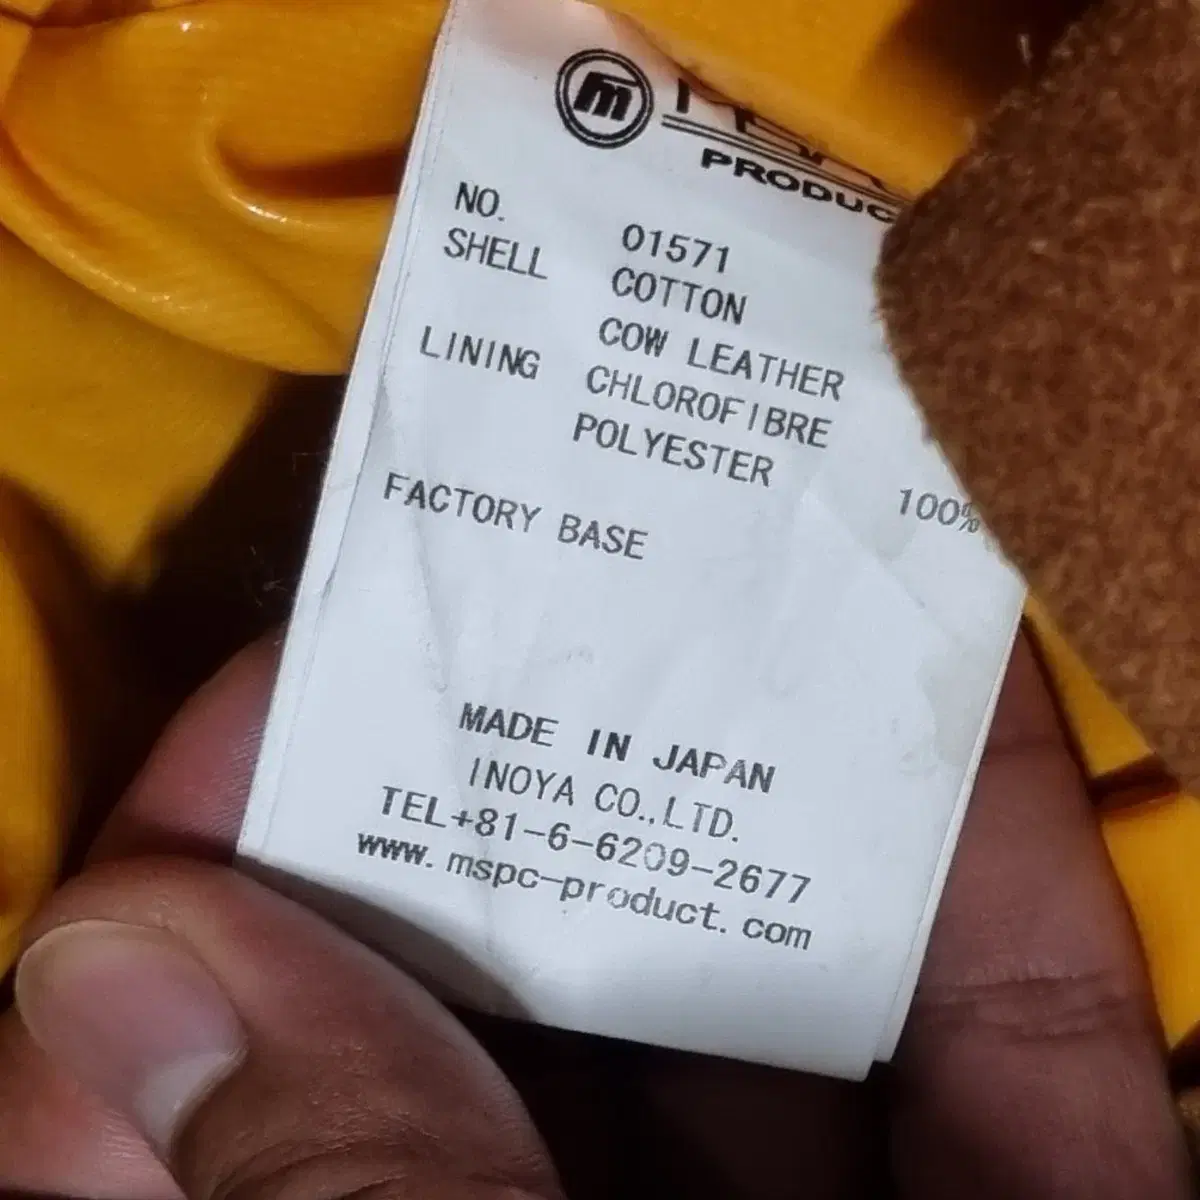 m
PRODUC
NO. 01571
SHELL COTTON
COW LEATHER
LINING CHLOROFIBRE
POLYESTER 100%
FACTORY BASE
MADE IN JAPAN
INOYA CO.,LTD.
TEL+81-6-6209-2677
www.mspc-product.com